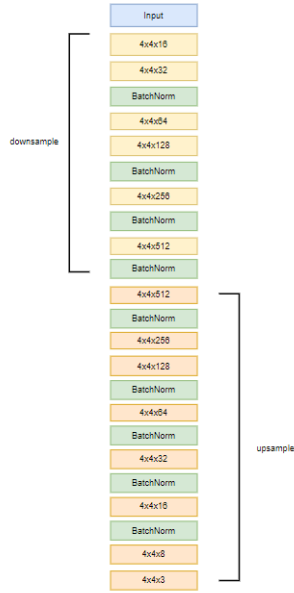 Input
4x4x16
4x4x32
BatchNorm
4x4x64
downsample
4x4x128
BatchNorm
4x4x256
BatchNorm
4x4x512
BatchNorm
4x4x512
BatchNorm
4x4x256
4x4x128
BatchNorm
4x4x64
BatchNorm
upsample
4x4x32
BatchNorm
4x4x16
BatchNorm
4x4x8
4x4x3